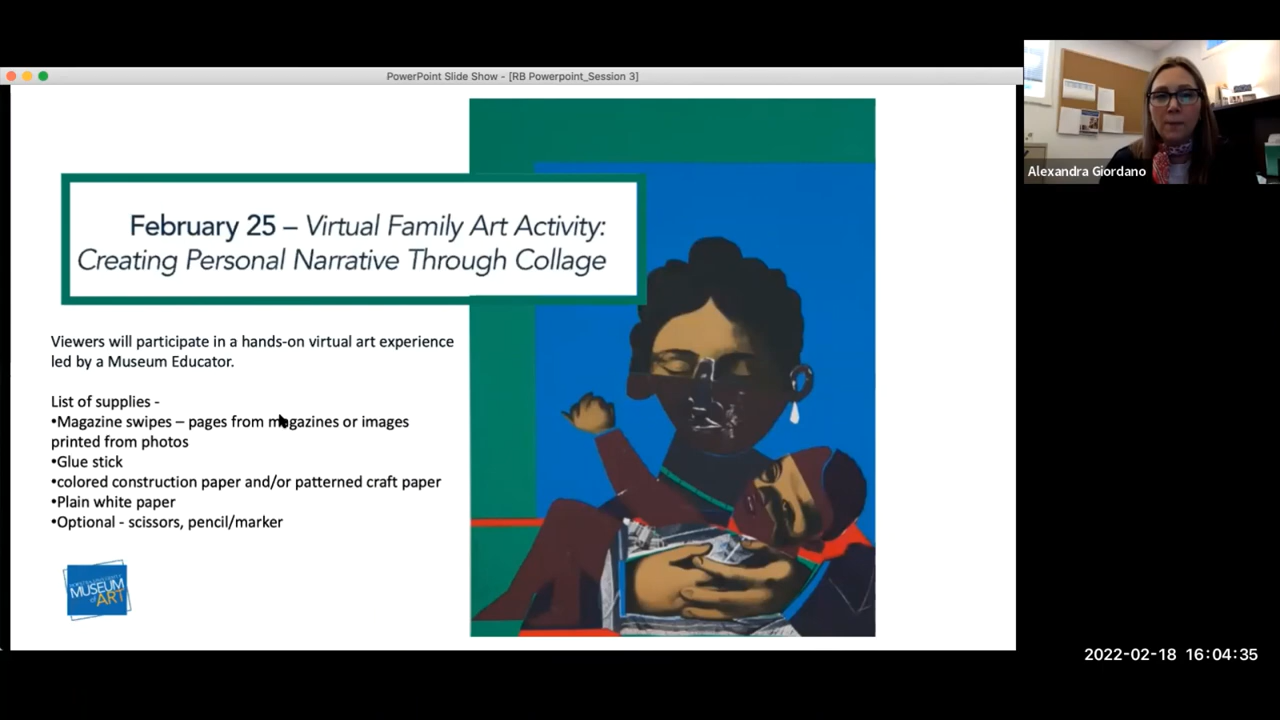 PowerPoint Slide Show - [RB Powerpoint_Session 3]
February 25 – Virtual Family Art Activity:
Creating Personal Narrative Through Collage
Viewers will participate in a hands-on virtual art experience
led by a Museum Educator.
List of supplies -
•Magazine swipes – pages from magazines or images
printed from photos
•Glue stick
•colored construction paper and/or patterned craft paper
•Plain white paper
•Optional - scissors, pencil/marker
MUSEUM
of ART
Alexandra Giordano
2022-02-18 16:04:35